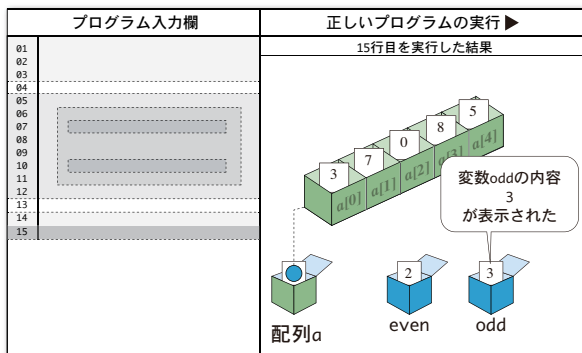 プログラム入力欄
正しいプログラムの実行 ▶
15行目を実行した結果
01
02
03
04
05
06
07
08
09
10
11
12
13
14
15
3
7
0
8
5
a[0]
a[1]
a[2]
a[3]
a[4]
変数oddの内容
3
が表示された
2
3
配列a
even
odd